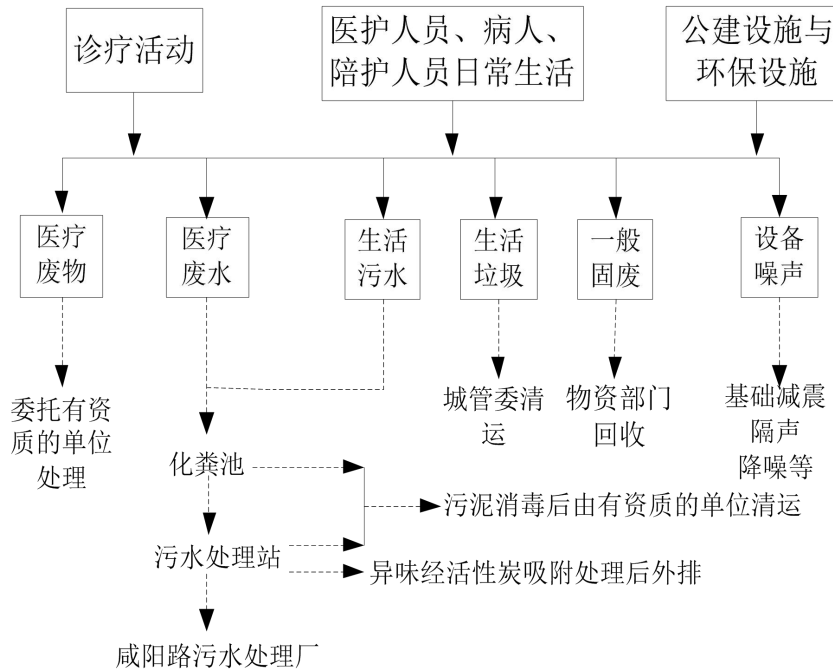 诊疗活动
医护人员、病人、
陪护人员日常生活
公建设施与
环保设施
医疗
废物
医疗
废水
生活
污水
生活
垃圾
一般
固废
设备
噪声
委托有资
质的单位
处理
城管委清
运
物资部门
回收
基础减震
隔声
降噪等
化粪池
污泥消毒后由有资质的单位清运
污水处理站
异味经活性炭吸附处理后外排
咸阳路污水处理厂